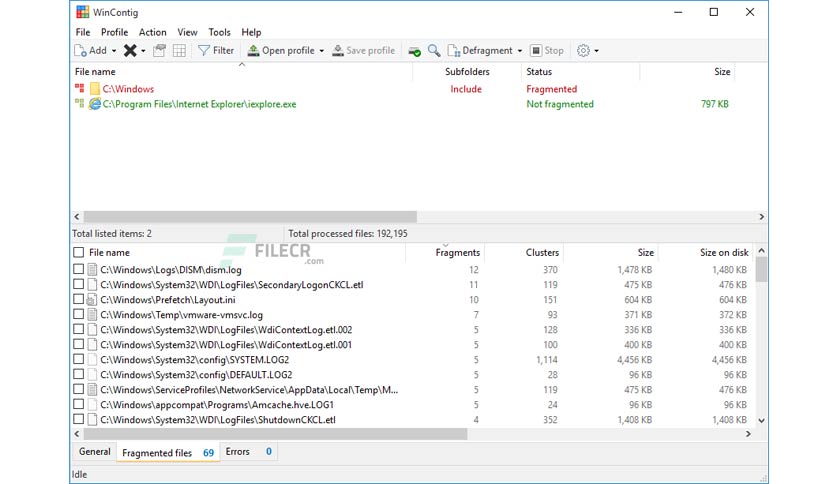 WinContig
File Profile Action View Tools Help
Add Filter Open profile Save profile Defragment Stop
File name Subfolders Status Size
C:\Windows Include Fragmented
C:\Program Files\Internet Explorer\iexplore.exe Not fragmented 797 KB
Total listed items: 2 Total processed files: 192,195
FILECR
.com
File name Fragments Clusters Size Size on disk
C:\Windows\Logs\DISM\dism.log 12 370 1,478 KB 1,480 KB
C:\Windows\System32\WDI\LogFiles\SecondaryLogonCKCL.etl 11 119 475 KB 476 KB
C:\Windows\Prefetch\Layout.ini 10 151 604 KB 604 KB
C:\Windows\Temp\vmware-vmsvc.log 7 93 371 KB 372 KB
C:\Windows\System32\WDI\LogFiles\WdiContextLog.etl.002 5 128 336 KB 336 KB
C:\Windows\System32\WDI\LogFiles\WdiContextLog.etl.001 5 100 400 KB 400 KB
C:\Windows\System32\config\SYSTEM.LOG2 5 1,114 4,456 KB 4,456 KB
C:\Windows\System32\config\DEFAULT.LOG2 5 28 96 KB 96 KB
C:\Windows\ServiceProfiles\NetworkService\AppData\Local\Temp\M... 5 119 475 KB 476 KB
C:\Windows\appcompat\Programs\Amcache.hve.LOG1 5 24 96 KB 96 KB
C:\Windows\System32\WDI\LogFiles\ShutdownCKCL.etl 4 352 1,408 KB 1,408 KB
General Fragmented files 69 Errors 0
Idle